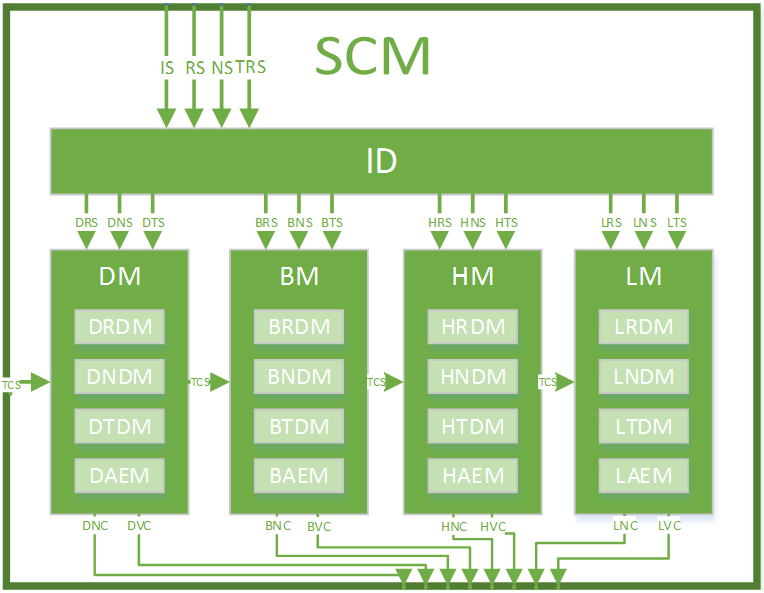 SCM
IS RS NS TRS
ID
DRS DNS DTS BRS BNS BTS HRS HNS HTS LRS LNS LTS
DM BM HM LM
DRDM BRDM HRDM LRDM
DNDM BNDM HNDM LNDM
TCS TCS TCS TCS
DTDM BTDM HTDM LTDM
DAEM BAEM HAEM LAEM
DNC DVC BNC BVC HNC HVC LNC LVC